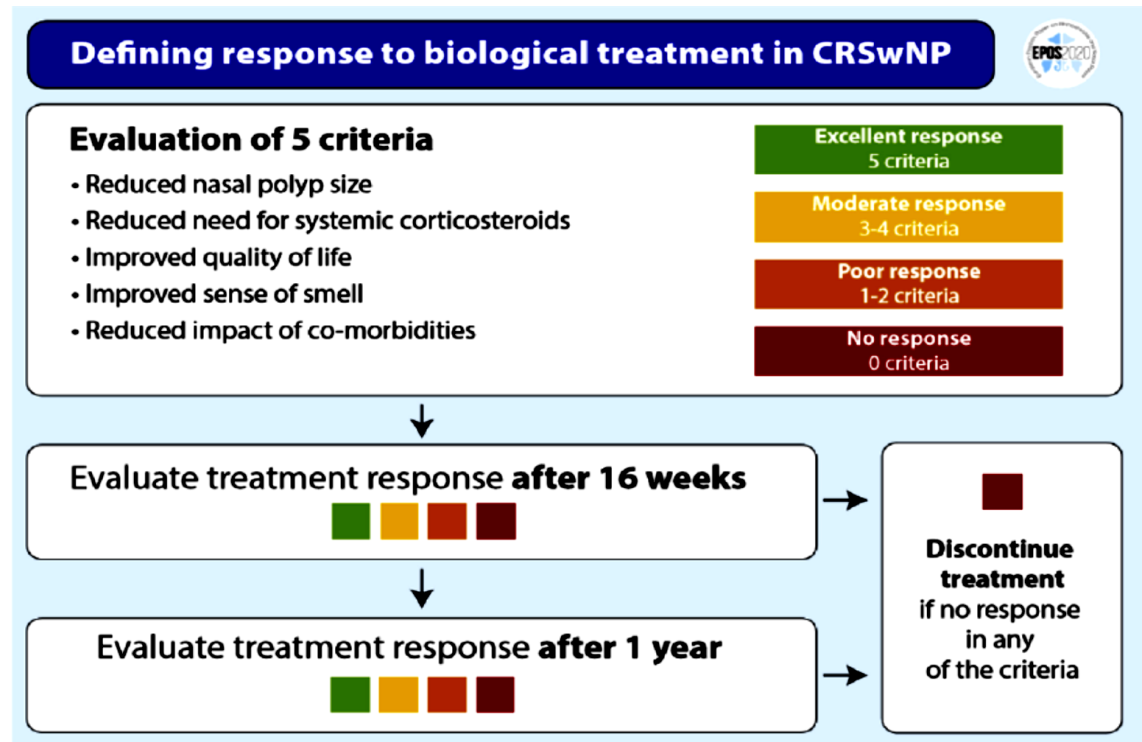 Defining response to biological treatment in CRSwNP
EPOS2020
Evaluation of 5 criteria
• Reduced nasal polyp size
• Reduced need for systemic corticosteroids
• Improved quality of life
• Improved sense of smell
• Reduced impact of co-morbidities
Excellent response
5 criteria
Moderate response
3-4 criteria
Poor response
1-2 criteria
No response
0 criteria
Evaluate treatment response after 16 weeks
Evaluate treatment response after 1 year
Discontinue
treatment
if no response
in any
of the criteria